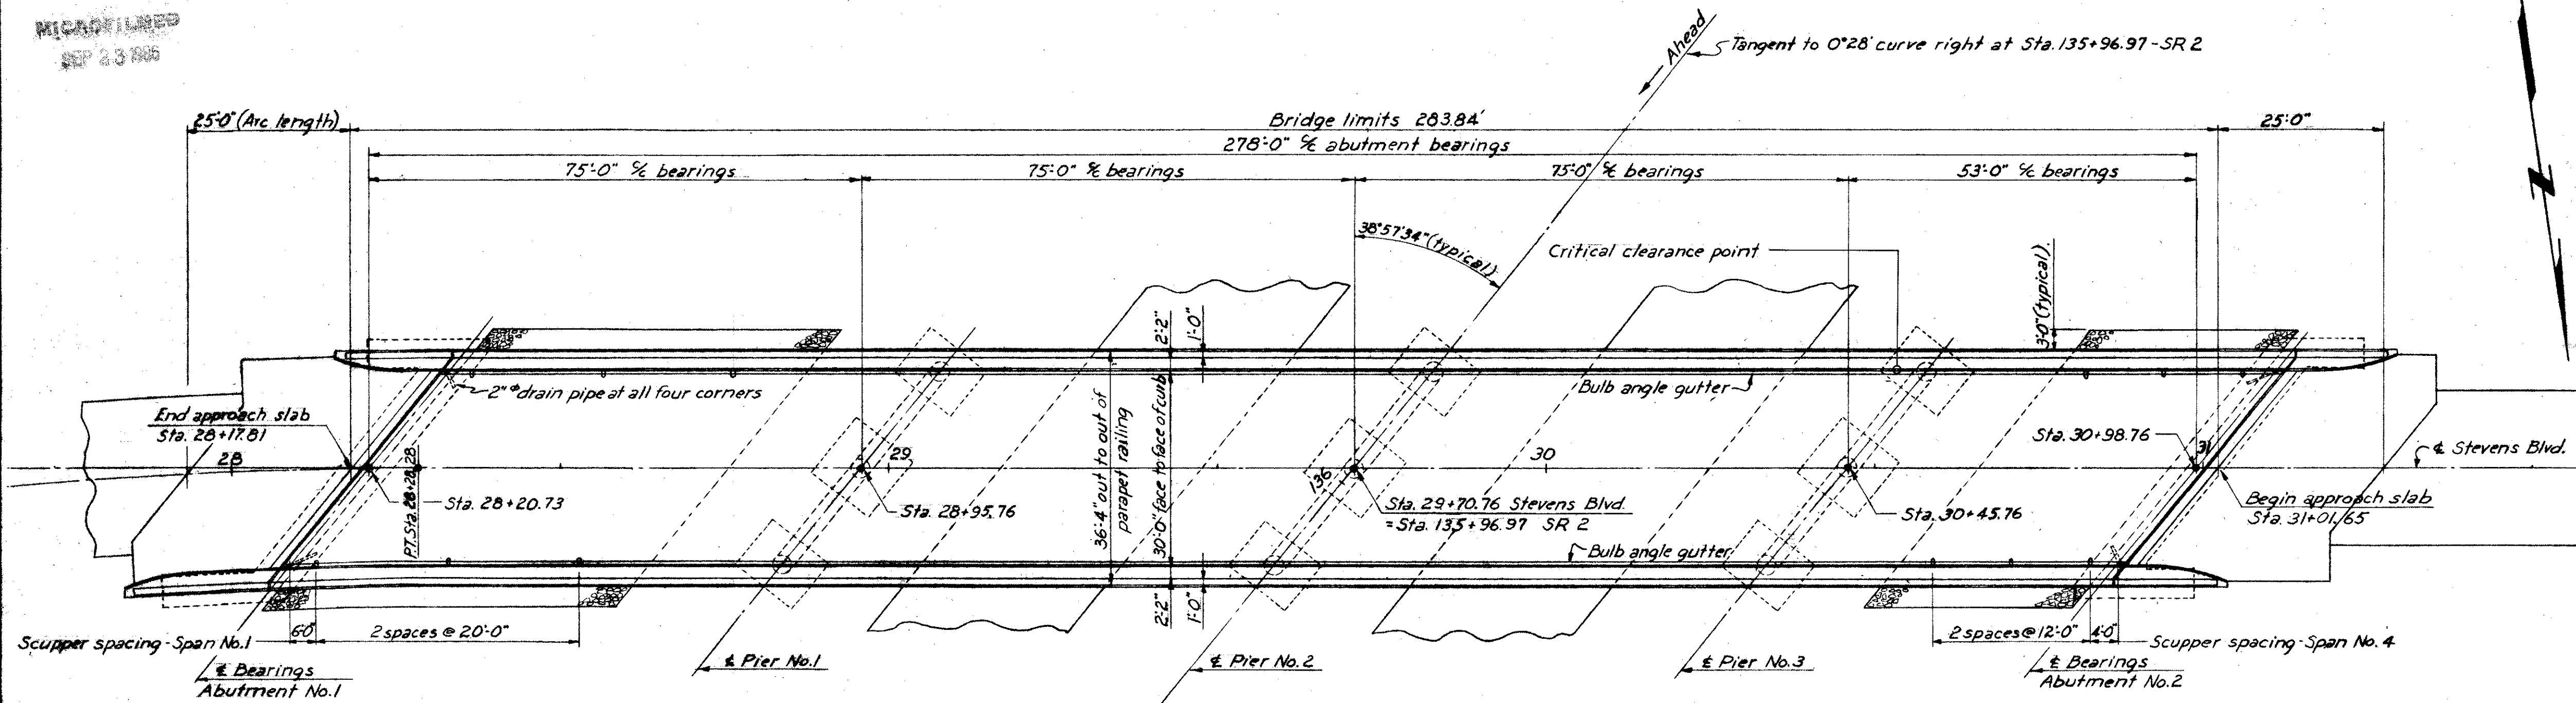 MICROFILMED
SEP 23 1986
Ahead
Tangent to 0°28' curve right at Sta. 135+96.97-SR 2
25'-0" (Arc length)
Bridge limits 283.84'
25'-0"
278'-0" c/c abutment bearings
75'-0" c/c bearings
75'-0" c/c bearings
75'-0" c/c bearings
53'-0" c/c bearings
38°57'34" (typical)
Critical clearance point
3'-0" (typical)
Z
2'-2"
1'-0"
2"ø drain pipe at all four corners
Bulb angle gutter
End approach slab
Sta. 28+17.81
28
P.T. Sta. 28+28.28
Sta. 28+20.73
29
Sta. 28+95.76
36'-4" out to out of
parapet railing
30'-0" face to face of curb
136
Sta. 29+70.76 Stevens Blvd.
= Sta. 135+96.97 SR 2
30
Sta. 30+45.76
Sta. 30+98.76
31
℄ Stevens Blvd.
Begin approach slab
Sta. 31+01.65
Bulb angle gutter
2'-2"
1'-0"
Scupper spacing-Span No.1
6'-0"
2 spaces @ 20'-0"
2 spaces @ 12'-0"
4'-0"
Scupper spacing-Span No. 4
℄ Bearings
Abutment No.1
℄ Pier No.1
℄ Pier No.2
℄ Pier No.3
℄ Bearings
Abutment No.2